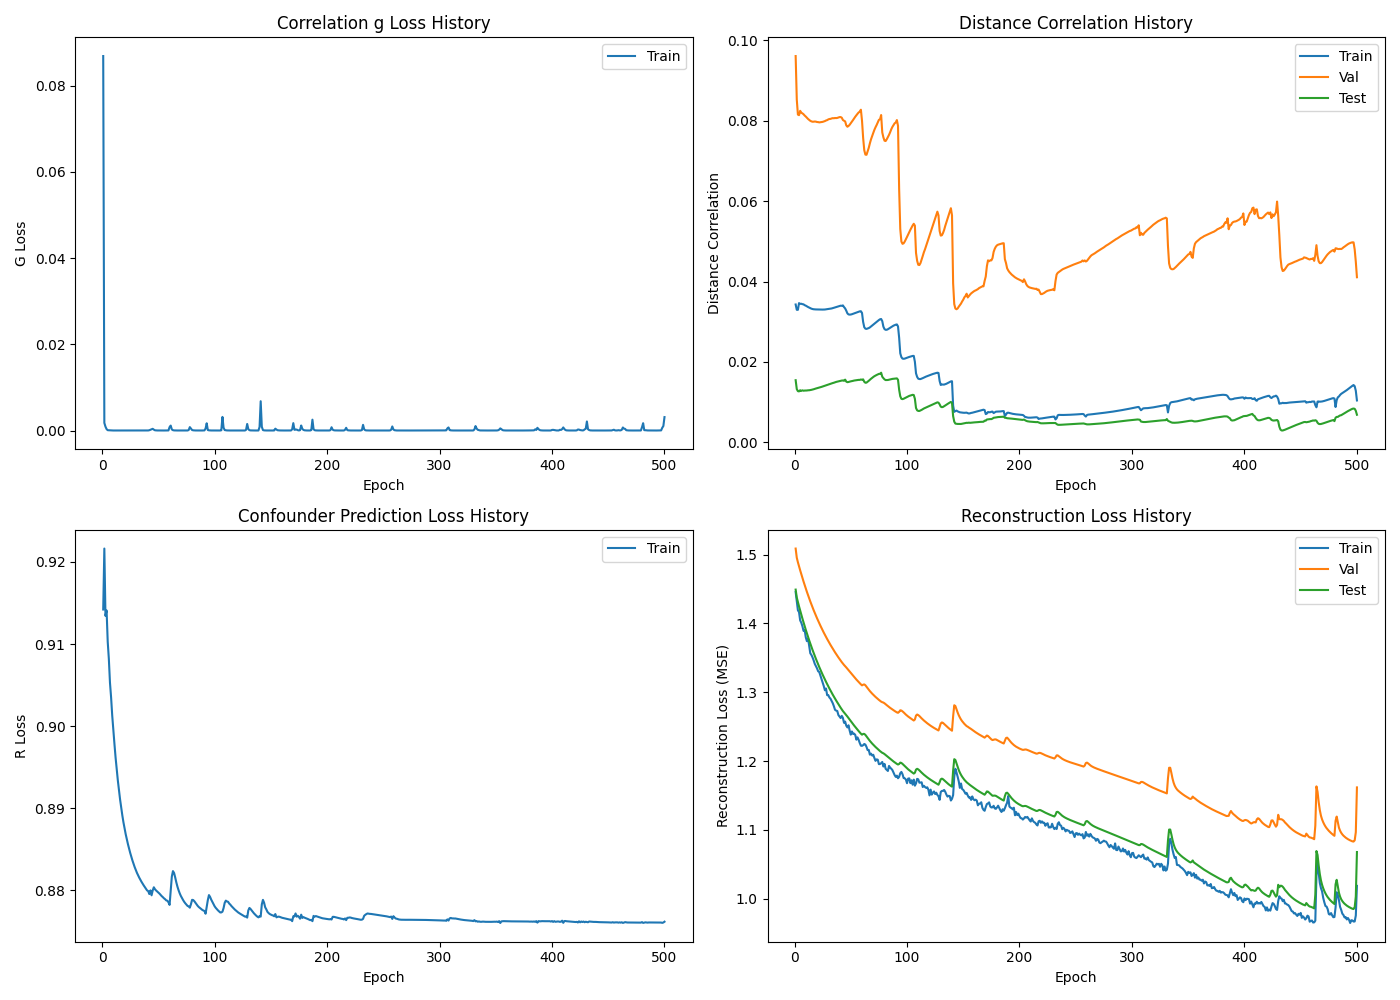 Correlation g Loss History
G Loss
0.08
0.06
0.04
0.02
0.00
Train
0 100 200 300 400 500
Epoch
Distance Correlation History
Distance Correlation
0.10
0.08
0.06
0.04
0.02
0.00
Train
Val
Test
0 100 200 300 400 500
Epoch
Confounder Prediction Loss History
R Loss
0.92
0.91
0.90
0.89
0.88
Train
0 100 200 300 400 500
Epoch
Reconstruction Loss History
Reconstruction Loss (MSE)
1.5
1.4
1.3
1.2
1.1
1.0
Train
Val
Test
0 100 200 300 400 500
Epoch